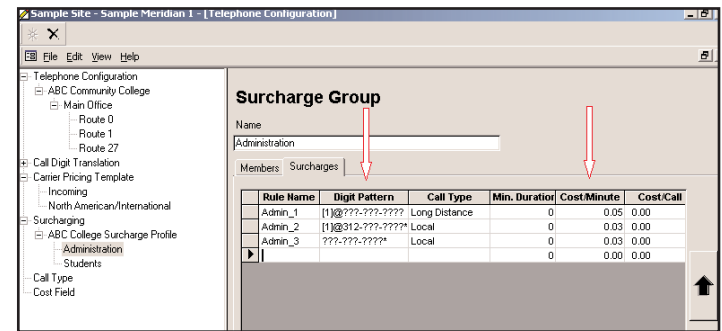 Sample Site - Sample Meridian 1 - [Telephone Configuration]
File Edit View Help
Telephone Configuration
ABC Community College
Main Office
Route 0
Route 1
Route 27
Call Digit Translation
Carrier Pricing Template
Incoming
North American/International
Surcharging
ABC College Surcharge Profile
Administration
Students
Call Type
Cost Field
Surcharge Group
Name
Administration
Members Surcharges
Rule Name Digit Pattern Call Type Min. Duration Cost/Minute Cost/Call
Admin_1 [1]@???-???-???? Long Distance 0 0.05 0.00
Admin_2 [1]@312-???-????* Local 0 0.03 0.00
Admin_3 ???-???-????* Local 0 0.03 0.00
0 0.00 0.00